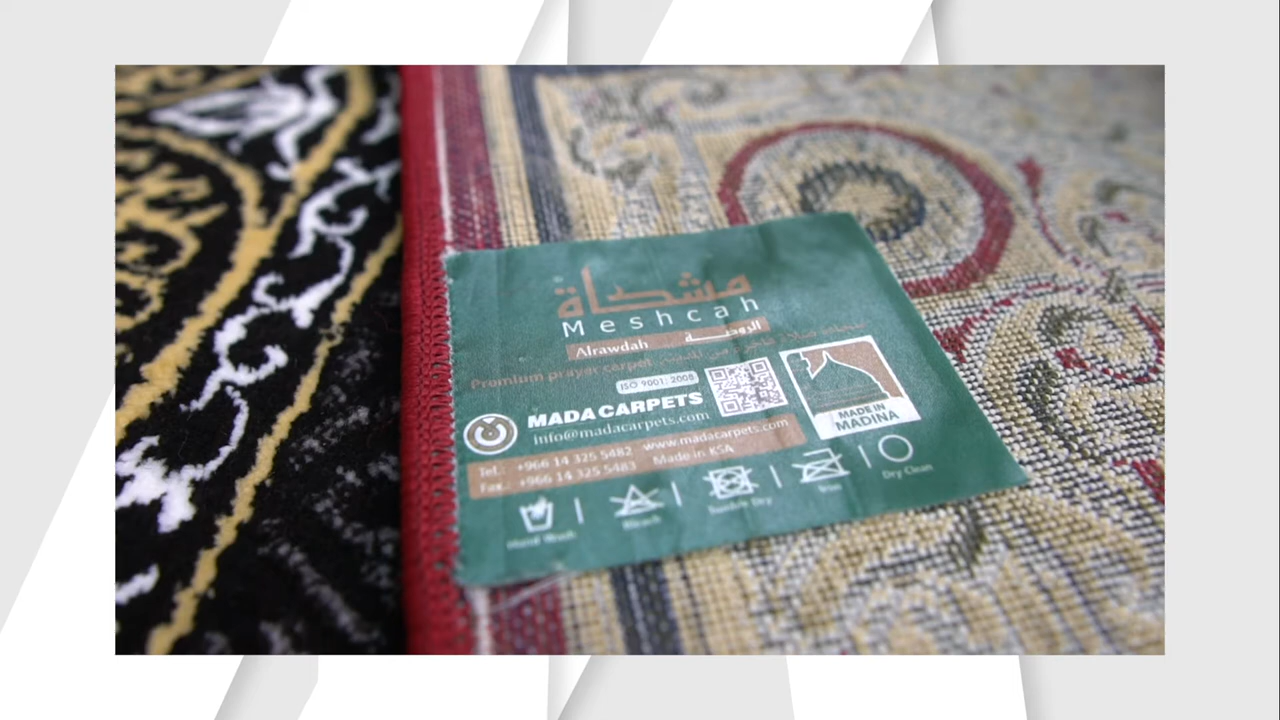 مشكاة
Meshcah
Alrawdah الروضة
Premium prayer carpet
ISO 9001: 2008
MADA CARPETS
info@madacarpets.com
MADE IN
MADINA
Tel.: +966 14 325 5482 www.madacarpets.com
Fax.: +966 14 325 5483 Made in KSA
Hand Wash
Bleach
Tumble Dry
Iron
Dry Clean